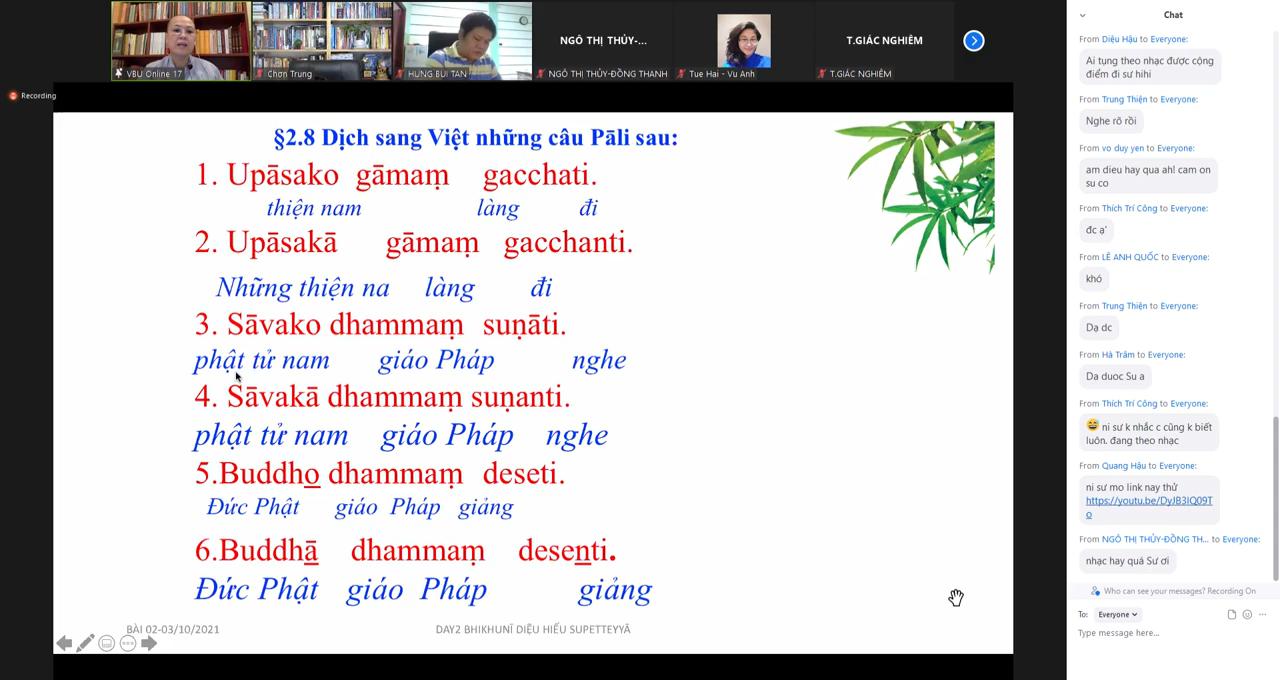 NGÔ THỊ THỦY-...
T.GIÁC NGHIÊM
VBU Online 17
Chơn Trung
HƯNG BUI TAN
NGÔ THỊ THỦY-ĐỒNG THANH
Tue Hai - Vu Anh
T.GIÁC NGHIÊM
Recording
§2.8 Dịch sang Việt những câu Pāli sau:
1. Upāsako gāmaṃ gacchati.
thiện nam làng đi
2. Upāsakā gāmaṃ gacchanti.
Những thiện na làng đi
3. Sāvako dhammaṃ suṇāti.
phật tử nam giáo Pháp nghe
4. Sāvakā dhammaṃ suṇanti.
phật tử nam giáo Pháp nghe
5.Buddho dhammaṃ deseti.
Đức Phật giáo Pháp giảng
6.Buddhā dhammaṃ desenti.
Đức Phật giáo Pháp giảng
BÀI 02-03/10/2021
DAY2 BHIKHUNĪ DIỆU HIẾU SUPETTEYYĀ
Chat
From Diệu Hậu to Everyone:
Ai tụng theo nhạc được cộng
điểm đi sư hihi
From Trung Thiện to Everyone:
Nghe rõ rồi
From vo duy yen to Everyone:
am dieu hay qua ah! cam on
su co
From Thích Trí Công to Everyone:
đc ạ'
From LÊ ANH QUỐC to Everyone:
khó
From Trung Thiện to Everyone:
Dạ dc
From Hà Trâm to Everyone:
Da duoc Su a
From Thích Trí Công to Everyone:
😅 ni sư k nhắc c cũng k biết
luôn. đang theo nhạc
From Quang Hậu to Everyone:
ni sư mo link nay thử
https://youtu.be/DyJB3IQ09T
o
From NGÔ THỊ THỦY-ĐỒNG TH... to Everyone:
nhạc hay quá Sư ơi
Who can see your messages? Recording On
To: Everyone
Type message here...